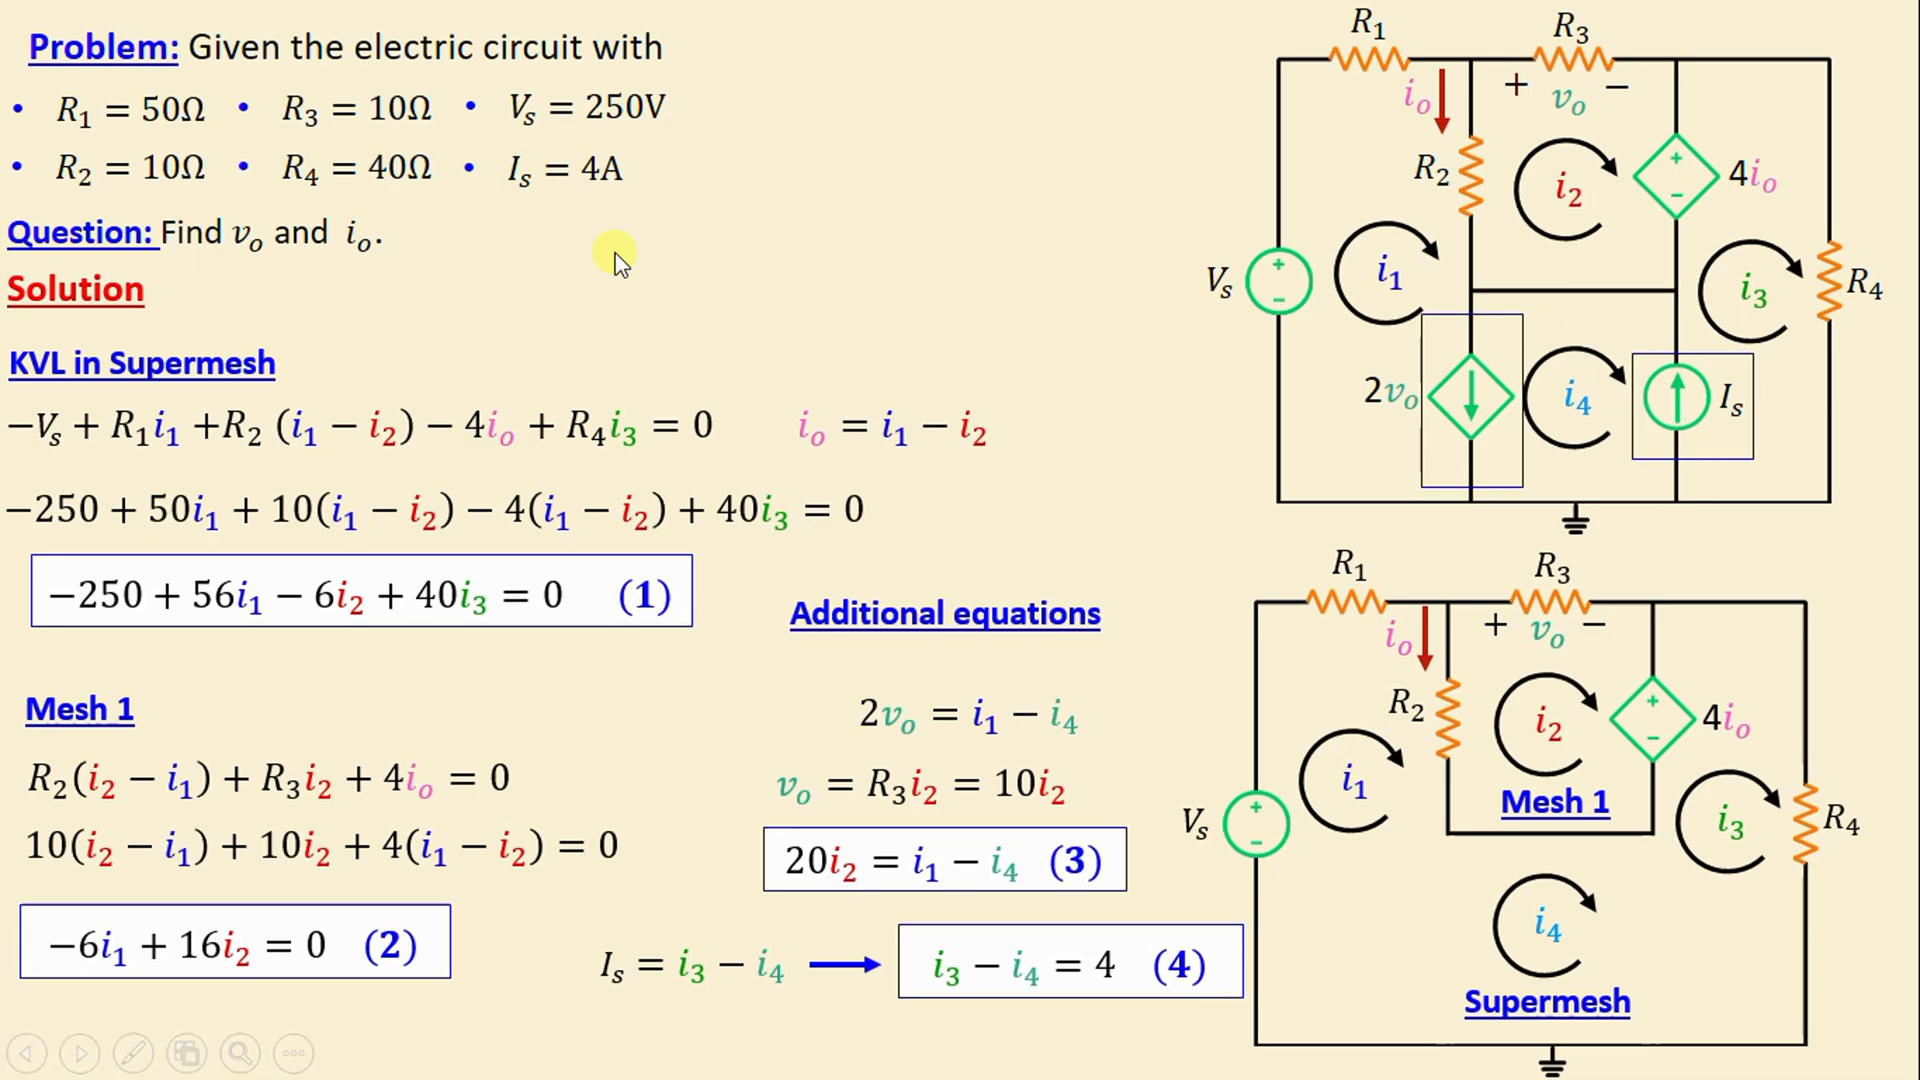 Problem: Given the electric circuit with
• R₁ = 50Ω • R₃ = 10Ω • Vₛ = 250V
• R₂ = 10Ω • R₄ = 40Ω • Iₛ = 4A
Question: Find vₒ and iₒ.
Solution
KVL in Supermesh
−Vₛ + R₁i₁ +R₂ (i₁ − i₂) − 4iₒ + R₄i₃ = 0 iₒ = i₁ − i₂
−250 + 50i₁ + 10(i₁ − i₂) − 4(i₁ − i₂) + 40i₃ = 0
−250 + 56i₁ − 6i₂ + 40i₃ = 0 (1)
Mesh 1
R₂(i₂ − i₁) + R₃i₂ + 4iₒ = 0
10(i₂ − i₁) + 10i₂ + 4(i₁ − i₂) = 0
−6i₁ + 16i₂ = 0 (2)
Additional equations
2vₒ = i₁ − i₄
vₒ = R₃i₂ = 10i₂
20i₂ = i₁ − i₄ (3)
Iₛ = i₃ − i₄
i₃ − i₄ = 4 (4)
R₁ R₃
iₒ + vₒ −
R₂ i₂ + − 4iₒ
Vₛ + − i₁ i₃ R₄
2vₒ i₄ Iₛ
R₁ R₃
iₒ + vₒ −
R₂ i₂ + − 4iₒ
i₁
Mesh 1
Vₛ + − i₃ R₄
i₄
Supermesh